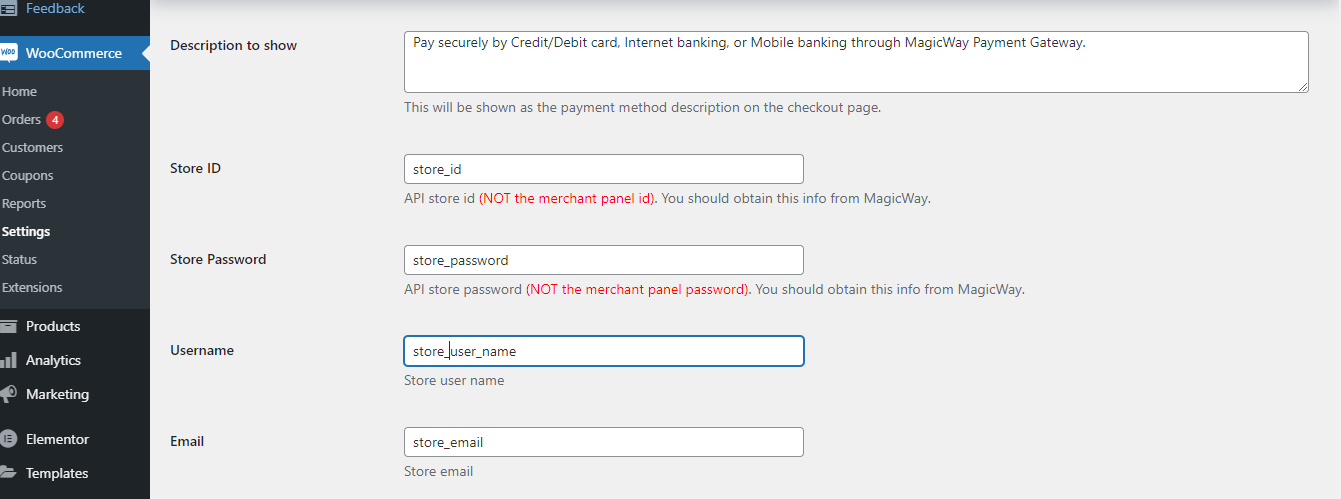 Feedback
WooCommerce
Home
Orders 4
Customers
Coupons
Reports
Settings
Status
Extensions
Products
Analytics
Marketing
Elementor
Templates
Description to show
Pay securely by Credit/Debit card, Internet banking, or Mobile banking through MagicWay Payment Gateway.
This will be shown as the payment method description on the checkout page.
Store ID
store_id
API store id (NOT the merchant panel id). You should obtain this info from MagicWay.
Store Password
store_password
API store password (NOT the merchant panel password). You should obtain this info from MagicWay.
Username
store_user_name
Store user name
Email
store_email
Store email